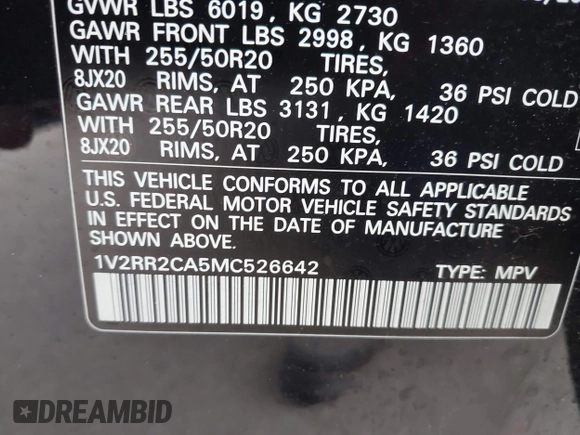 GVWR LBS 6019, KG 2730
GAWR FRONT LBS 2998, KG 1360
WITH 255/50R20 TIRES,
8JX20 RIMS, AT 250 KPA, 36 PSI COLD
GAWR REAR LBS 3131, KG 1420
WITH 255/50R20 TIRES,
8JX20 RIMS, AT 250 KPA, 36 PSI COLD
THIS VEHICLE CONFORMS TO ALL APPLICABLE
U.S. FEDERAL MOTOR VEHICLE SAFETY STANDARDS
IN EFFECT ON THE DATE OF MANUFACTURE
SHOWN ABOVE.
1V2RR2CA5MC526642 TYPE: MPV
DREAMBID